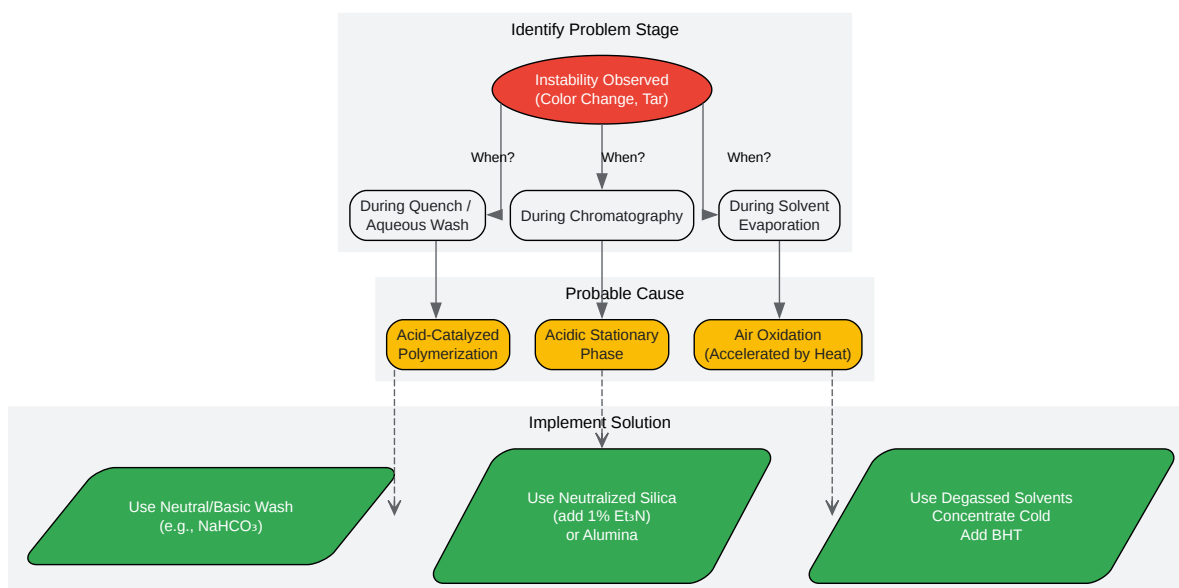 Identify Problem Stage
Instability Observed
(Color Change, Tar)
When?
When?
When?
During Quench /
Aqueous Wash
During Chromatography
During Solvent
Evaporation
Probable Cause
Acid-Catalyzed
Polymerization
Acidic Stationary
Phase
Air Oxidation
(Accelerated by Heat)
Implement Solution
Use Neutral/Basic Wash
(e.g., NaHCO₃)
Use Neutralized Silica
(add 1% Et₃N)
or Alumina
Use Degassed Solvents
Concentrate Cold
Add BHT